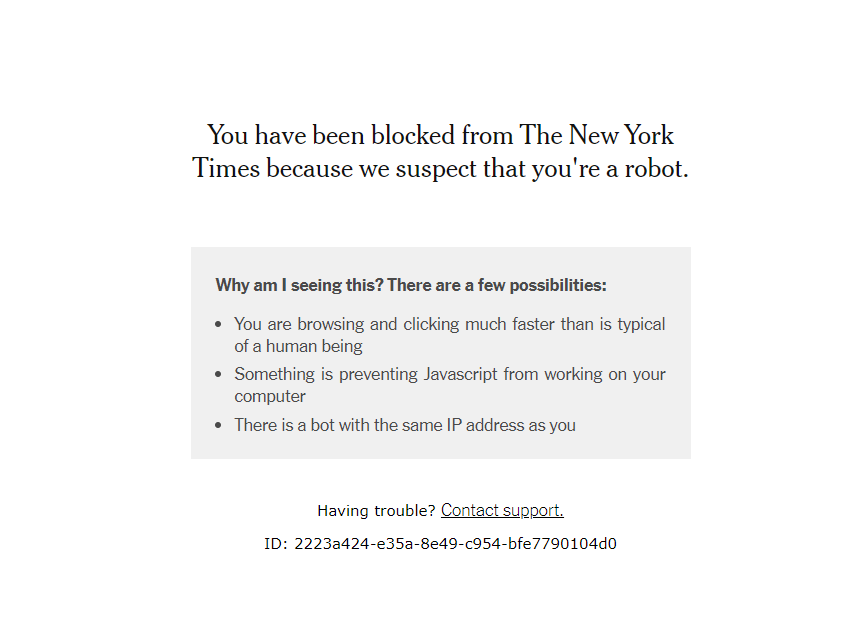 You have been blocked from The New York
Times because we suspect that you're a robot.
Why am I seeing this? There are a few possibilities:
• You are browsing and clicking much faster than is typical
of a human being
• Something is preventing Javascript from working on your
computer
• There is a bot with the same IP address as you
Having trouble? Contact support.
ID: 2223a424-e35a-8e49-c954-bfe7790104d0